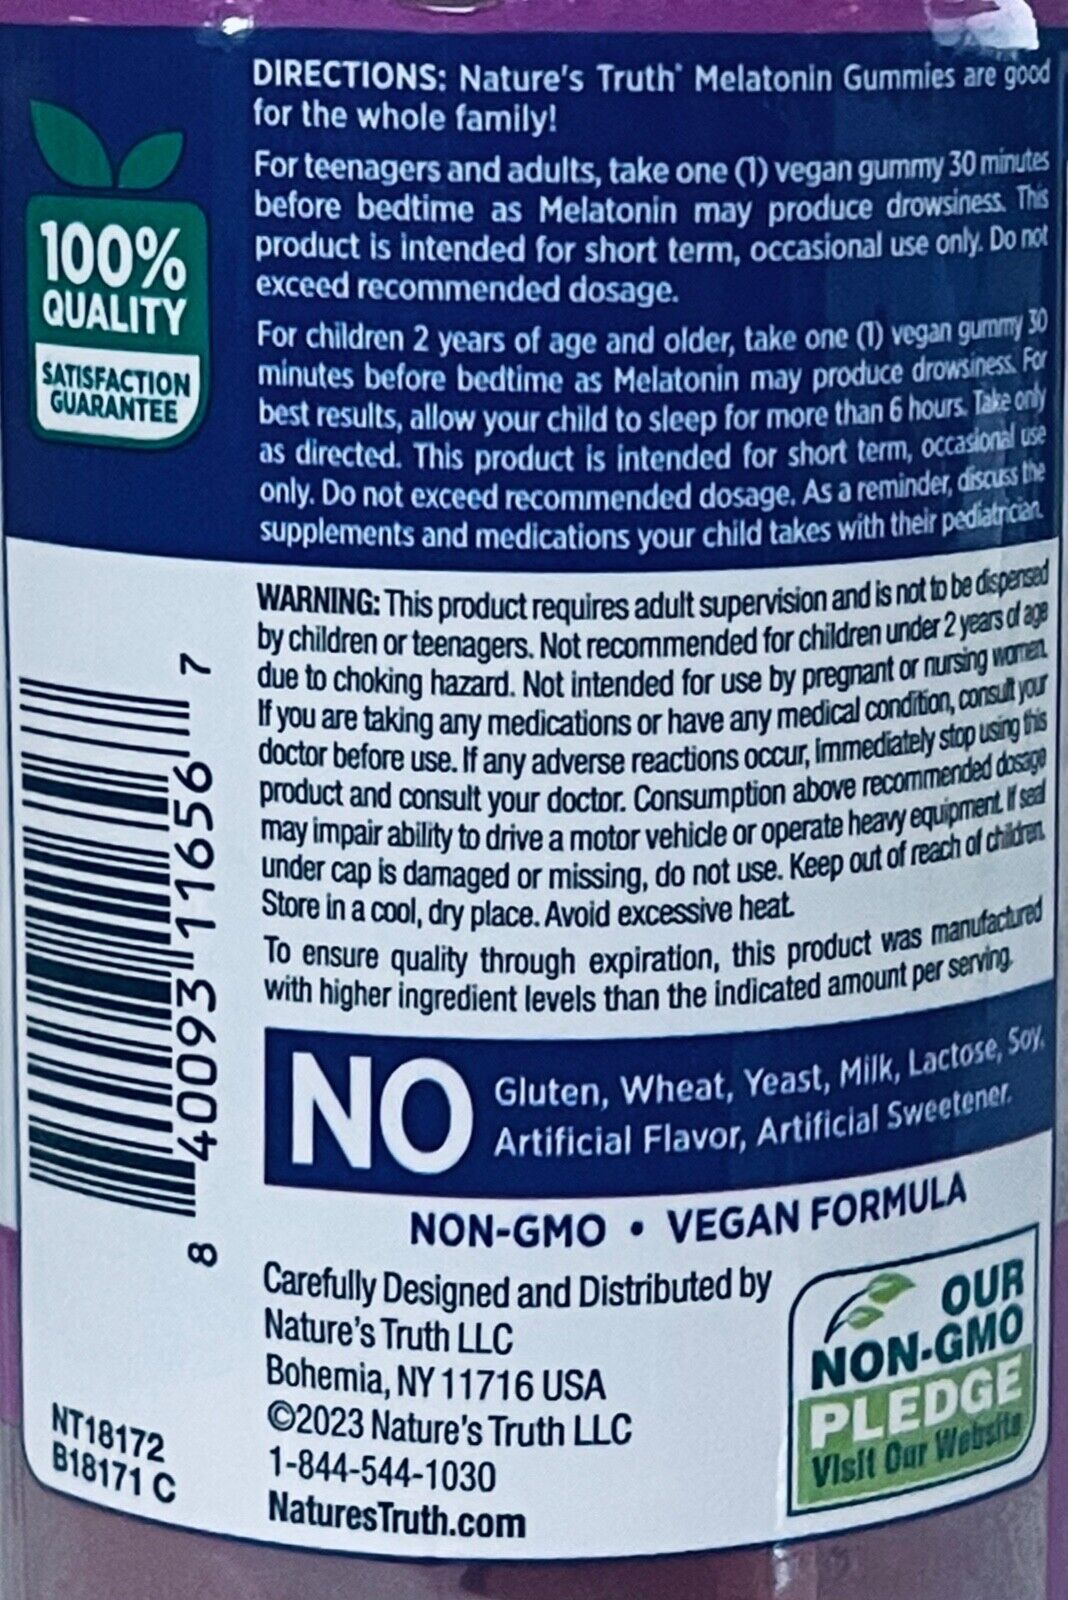 DIRECTIONS: Nature's Truth® Melatonin Gummies are good
for the whole family!
For teenagers and adults, take one (1) vegan gummy 30 minutes
before bedtime as Melatonin may produce drowsiness. This
product is intended for short term, occasional use only. Do not
exceed recommended dosage.
For children 2 years of age and older, take one (1) vegan gummy 30
minutes before bedtime as Melatonin may produce drowsiness. For
best results, allow your child to sleep for more than 6 hours. Take only
as directed. This product is intended for short term, occasional use
only. Do not exceed recommended dosage. As a reminder, discuss the
supplements and medications your child takes with their pediatrician.
100%
QUALITY
SATISFACTION
GUARANTEE
WARNING: This product requires adult supervision and is not to be dispensed
by children or teenagers. Not recommended for children under 2 years of age
due to choking hazard. Not intended for use by pregnant or nursing women.
If you are taking any medications or have any medical condition, consult your
doctor before use. If any adverse reactions occur, immediately stop using this
product and consult your doctor. Consumption above recommended dosage
may impair ability to drive a motor vehicle or operate heavy equipment. If seal
under cap is damaged or missing, do not use. Keep out of reach of children.
Store in a cool, dry place. Avoid excessive heat.
To ensure quality through expiration, this product was manufactured
with higher ingredient levels than the indicated amount per serving.
8 40093 11656 7
NO
Gluten, Wheat, Yeast, Milk, Lactose, Soy,
Artificial Flavor, Artificial Sweetener.
NON-GMO • VEGAN FORMULA
Carefully Designed and Distributed by
Nature's Truth LLC
Bohemia, NY 11716 USA
©2023 Nature's Truth LLC
1-844-544-1030
NaturesTruth.com
OUR
NON-GMO
PLEDGE
Visit Our Website
NT18172
B18171 C